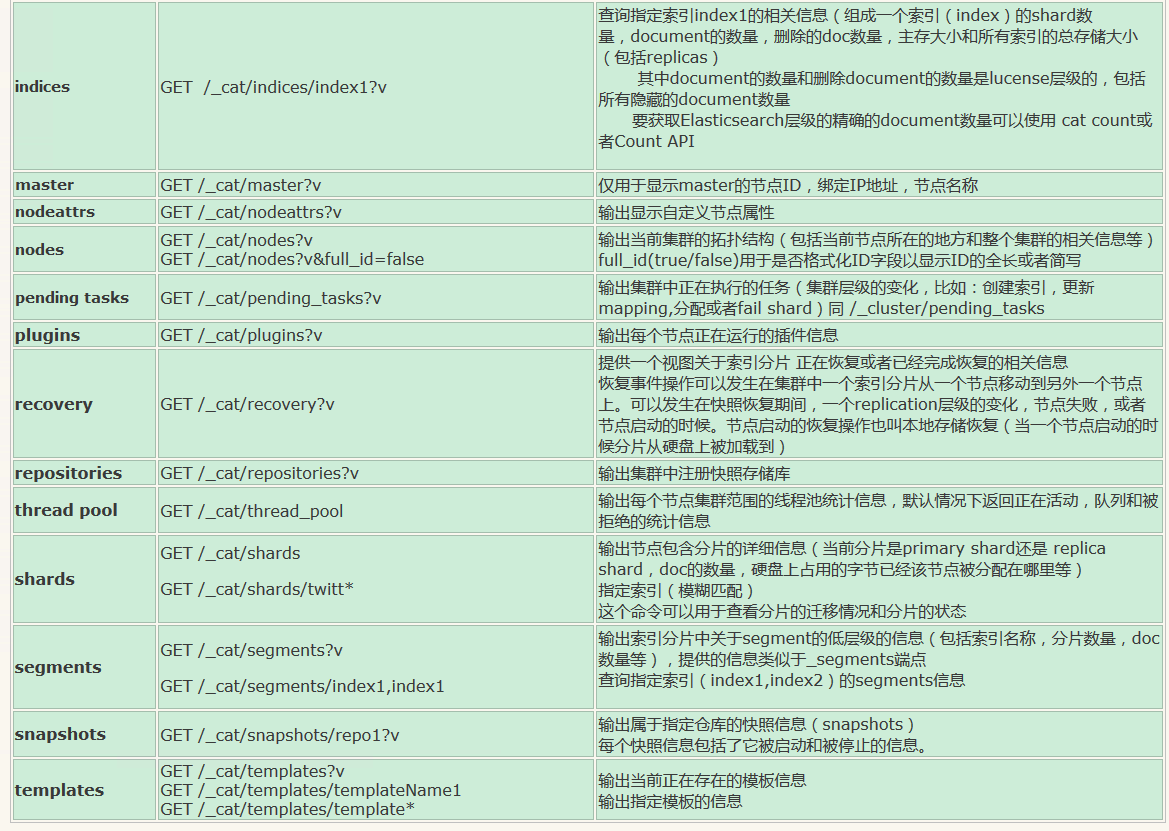 indices
GET /_cat/indices/index1?v
查询指定索引index1的相关信息（组成一个索引（index）的shard数
量，document的数量，删除的doc数量，主存大小和所有索引的总存储大小
（包括replicas）
其中document的数量和删除document的数量是lucense层级的，包括
所有隐藏的document数量
要获取Elasticsearch层级的精确的document数量可以使用 cat count或
者Count API
master
GET /_cat/master?v
仅用于显示master的节点ID，绑定IP地址，节点名称
nodeattrs
GET /_cat/nodeattrs?v
输出显示自定义节点属性
nodes
GET /_cat/nodes?v
GET /_cat/nodes?v&full_id=false
输出当前集群的拓扑结构（包括当前节点所在的地方和整个集群的相关信息等）
full_id(true/false)用于是否格式化ID字段以显示ID的全长或者简写
pending tasks
GET /_cat/pending_tasks?v
输出集群中正在执行的任务（集群层级的变化，比如：创建索引，更新
mapping,分配或者fail shard）同 /_cluster/pending_tasks
plugins
GET /_cat/plugins?v
输出每个节点正在运行的插件信息
recovery
GET /_cat/recovery?v
提供一个视图关于索引分片 正在恢复或者已经完成恢复的相关信息
恢复事件操作可以发生在集群中一个索引分片从一个节点移动到另外一个节点
上。可以发生在快照恢复期间，一个replication层级的变化，节点失败，或者
节点启动的时候。节点启动的恢复操作也叫本地存储恢复（当一个节点启动的时
候分片从硬盘上被加载到）
repositories
GET /_cat/repositories?v
输出集群中注册快照存储库
thread pool
GET /_cat/thread_pool
输出每个节点集群范围的线程池统计信息，默认情况下返回正在活动，队列和被
拒绝的统计信息
shards
GET /_cat/shards
GET /_cat/shards/twitt*
输出节点包含分片的详细信息（当前分片是primary shard还是 replica
shard，doc的数量，硬盘上占用的字节已经该节点被分配在哪里等）
指定索引（模糊匹配）
这个命令可以用于查看分片的迁移情况和分片的状态
segments
GET /_cat/segments?v
GET /_cat/segments/index1,index1
输出索引分片中关于segment的低层级的信息（包括索引名称，分片数量，doc
数量等），提供的信息类似于_segments端点
查询指定索引（index1,index2）的segments信息
snapshots
GET /_cat/snapshots/repo1?v
输出属于指定仓库的快照信息（snapshots）
每个快照信息包括了它被启动和被停止的信息。
templates
GET /_cat/templates?v
GET /_cat/templates/templateName1
GET /_cat/templates/template*
输出当前正在存在的模板信息
输出指定模板的信息